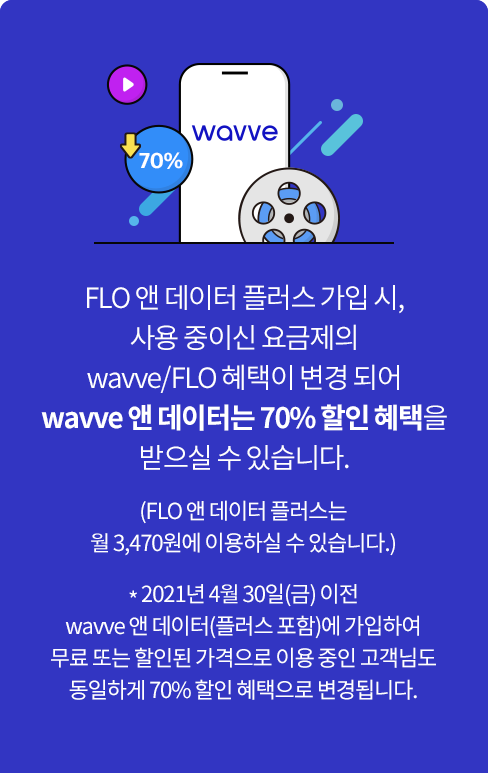 wavve
70%
FLO 앤 데이터 플러스 가입 시,
사용 중이신 요금제의
wavve/FLO 혜택이 변경 되어
wavve 앤 데이터는 70% 할인 혜택을
받으실 수 있습니다.
(FLO 앤 데이터 플러스는
월 3,470원에 이용하실 수 있습니다.)
* 2021년 4월 30일(금) 이전
wavve 앤 데이터(플러스 포함)에 가입하여
무료 또는 할인된 가격으로 이용 중인 고객님도
동일하게 70% 할인 혜택으로 변경됩니다.